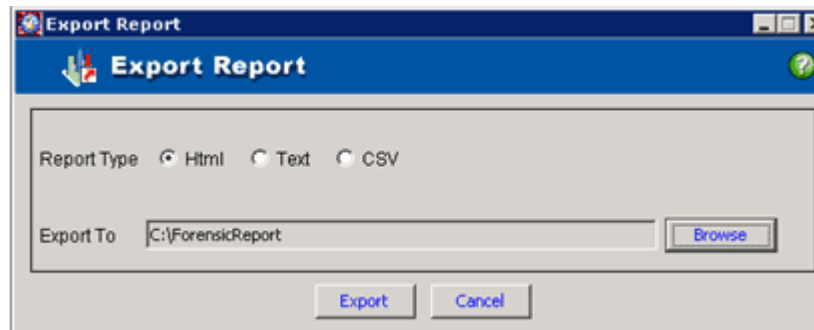 Export Report
Export Report
Report Type Html Text CSV
Export To C:\ForensicReport Browse
Export Cancel